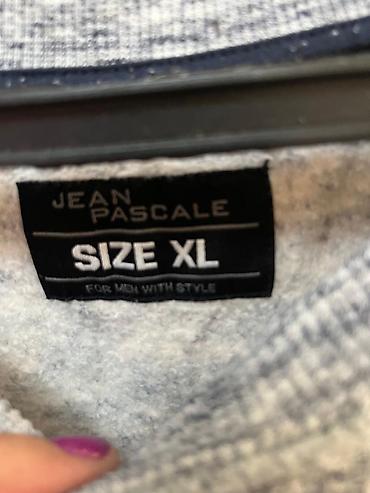 JEAN
PASCALE
SIZE XL
FOR MEN WITH STYLE